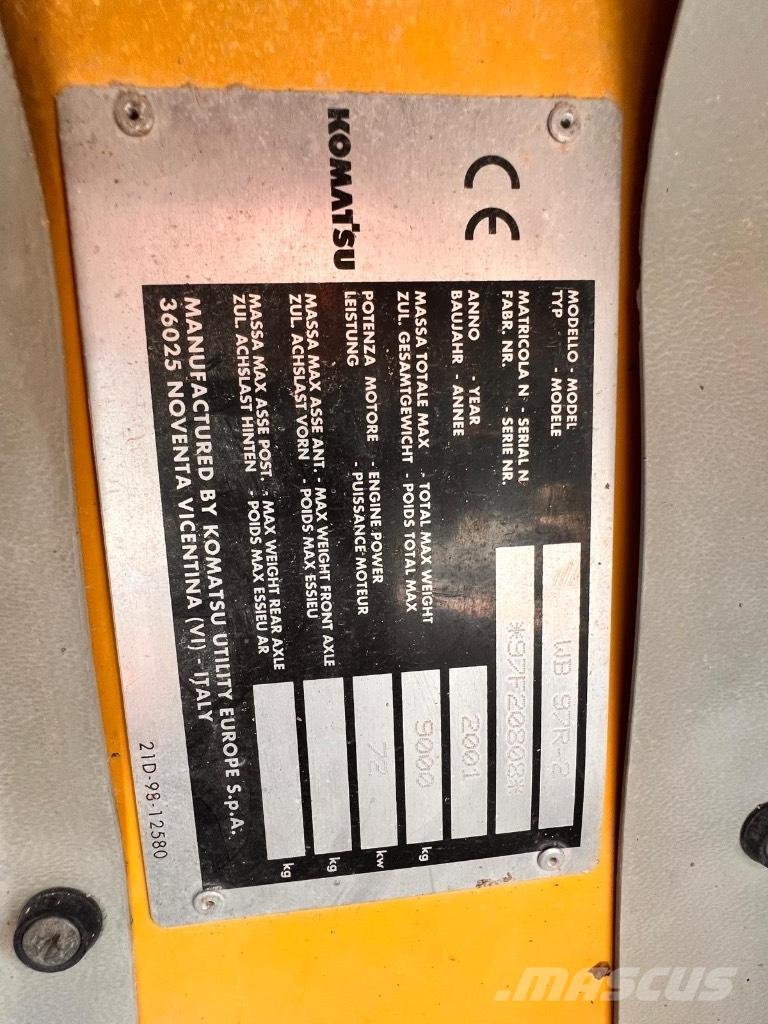 KOMATSU
CE
MODELLO - MODEL
TYP - MODELE
WB 97R-2
MATRICOLA N - SERIAL N
FABR. NR. - SERIE NR.
*97F20808*
ANNO - YEAR
BAUJAHR - ANNEE
2001
MASSA TOTALE MAX - TOTAL MAX WEIGHT
ZUL. GESAMTGEWICHT - POIDS TOTAL MAX
9000 kg
POTENZA MOTORE - ENGINE POWER
LEISTUNG - PUISSANCE MOTEUR
72 kw
MASSA MAX ASSE ANT. - MAX WEIGHT FRONT AXLE
ZUL ACHSLAST VORN - POIDS MAX ESSIEU
kg
MASSA MAX ASSE POST. - MAX WEIGHT REAR AXLE
ZUL ACHSLAST HINTEN - POIDS MAX ESSIEU AR
kg
MANUFACTURED BY KOMATSU UTILITY EUROPE S.p.A.
36025 NOVENTA VICENTINA (VI) - ITALY
21D-98-12580
MASCUS